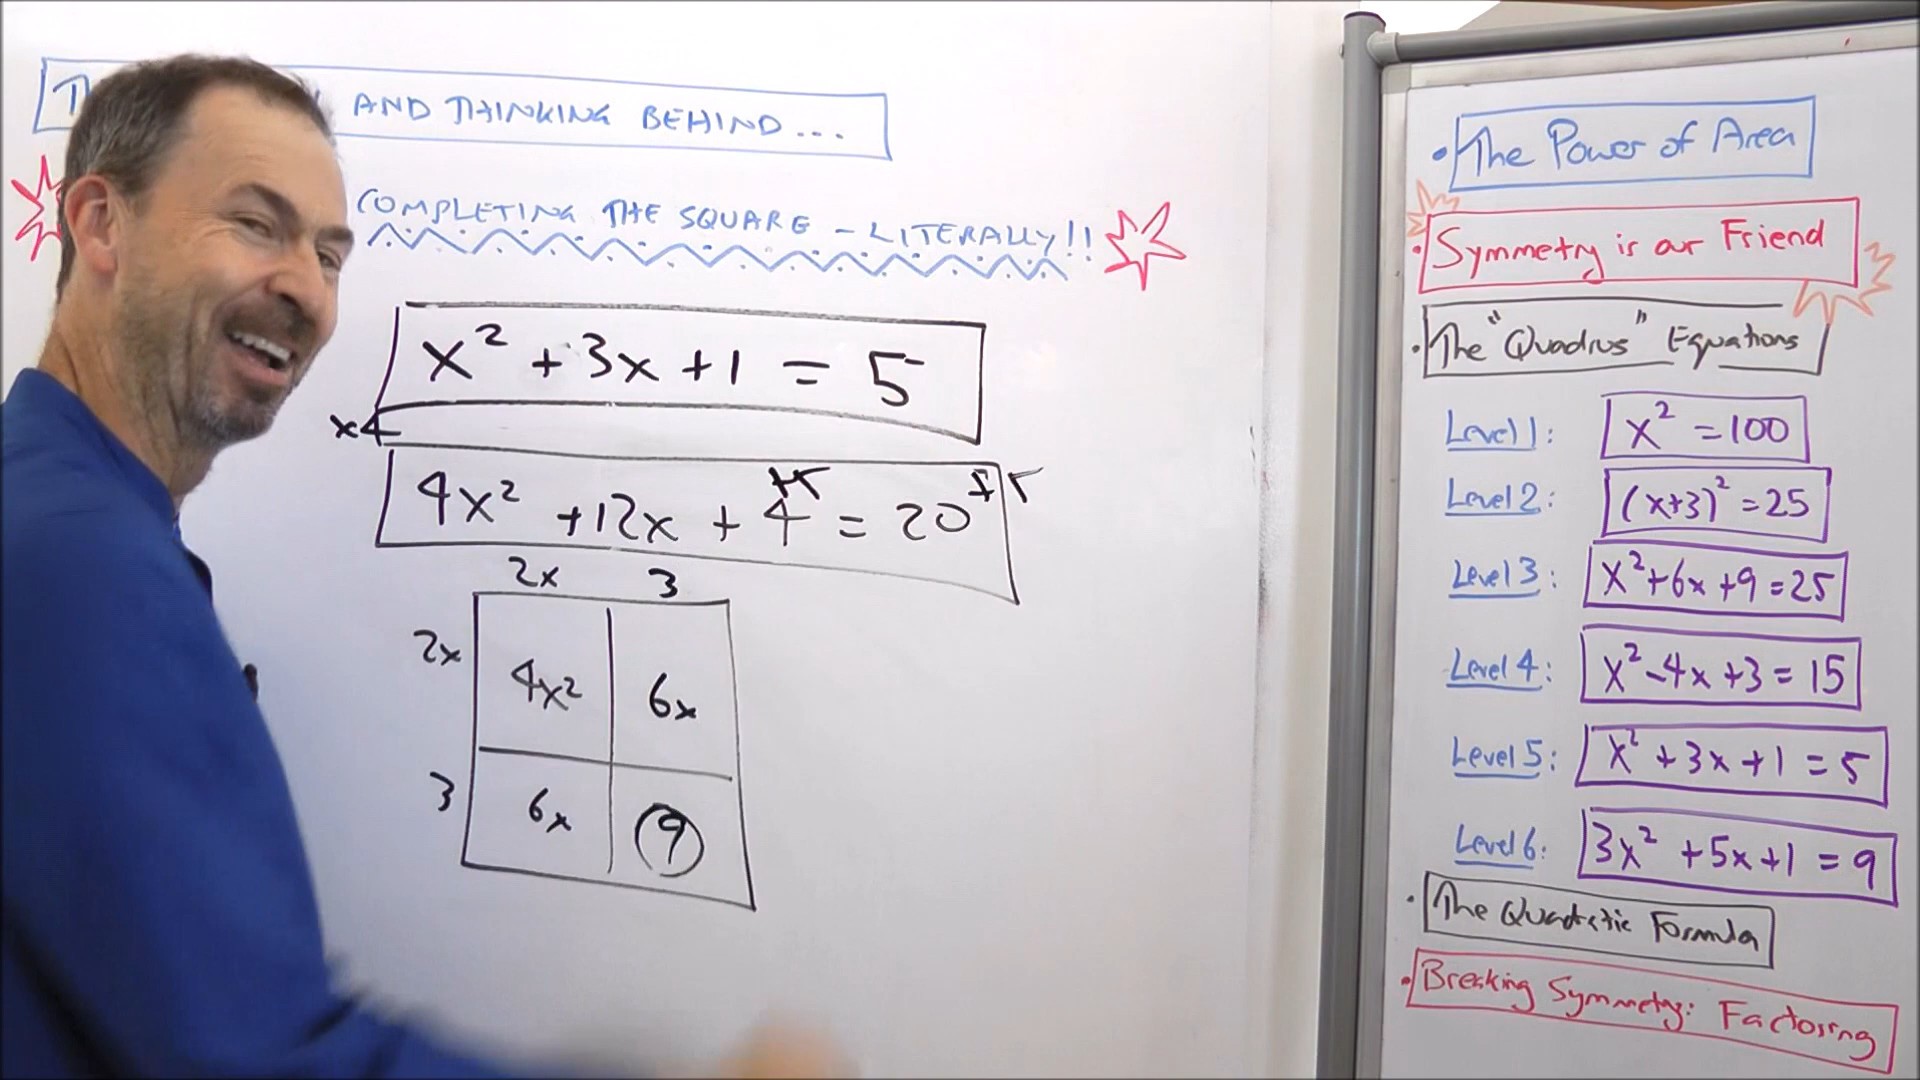 AND THINKING BEHIND...
COMPLETING THE SQUARE - LITERALLY!!
x² + 3x + 1 = 5
x4
+5 +5
4x² + 12x + 4 = 20
2x 3
2x 4x² 6x
3 6x 9
• The Power of Area
• Symmetry is our Friend
• The "Quadrus" Equations
Level 1: x² = 100
Level 2: (x+3)² = 25
Level 3: x² + 6x + 9 = 25
Level 4: x² - 4x + 3 = 15
Level 5: x² + 3x + 1 = 5
Level 6: 3x² + 5x + 1 = 9
• The Quadratic Formula
• Breaking Symmetry: Factoring